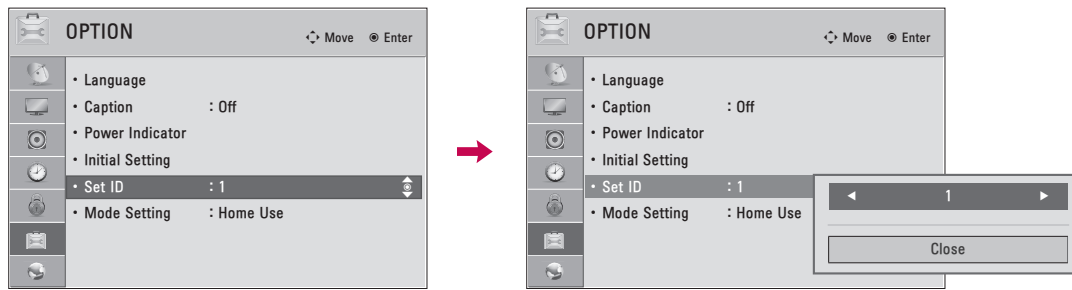 OPTION
Move Enter
• Language
• Caption : Off
• Power Indicator
• Initial Setting
• Set ID : 1
• Mode Setting : Home Use
OPTION
Move Enter
• Language
• Caption : Off
• Power Indicator
• Initial Setting
• Set ID : 1
• Mode Setting : Home Use
◄ 1 ►
Close